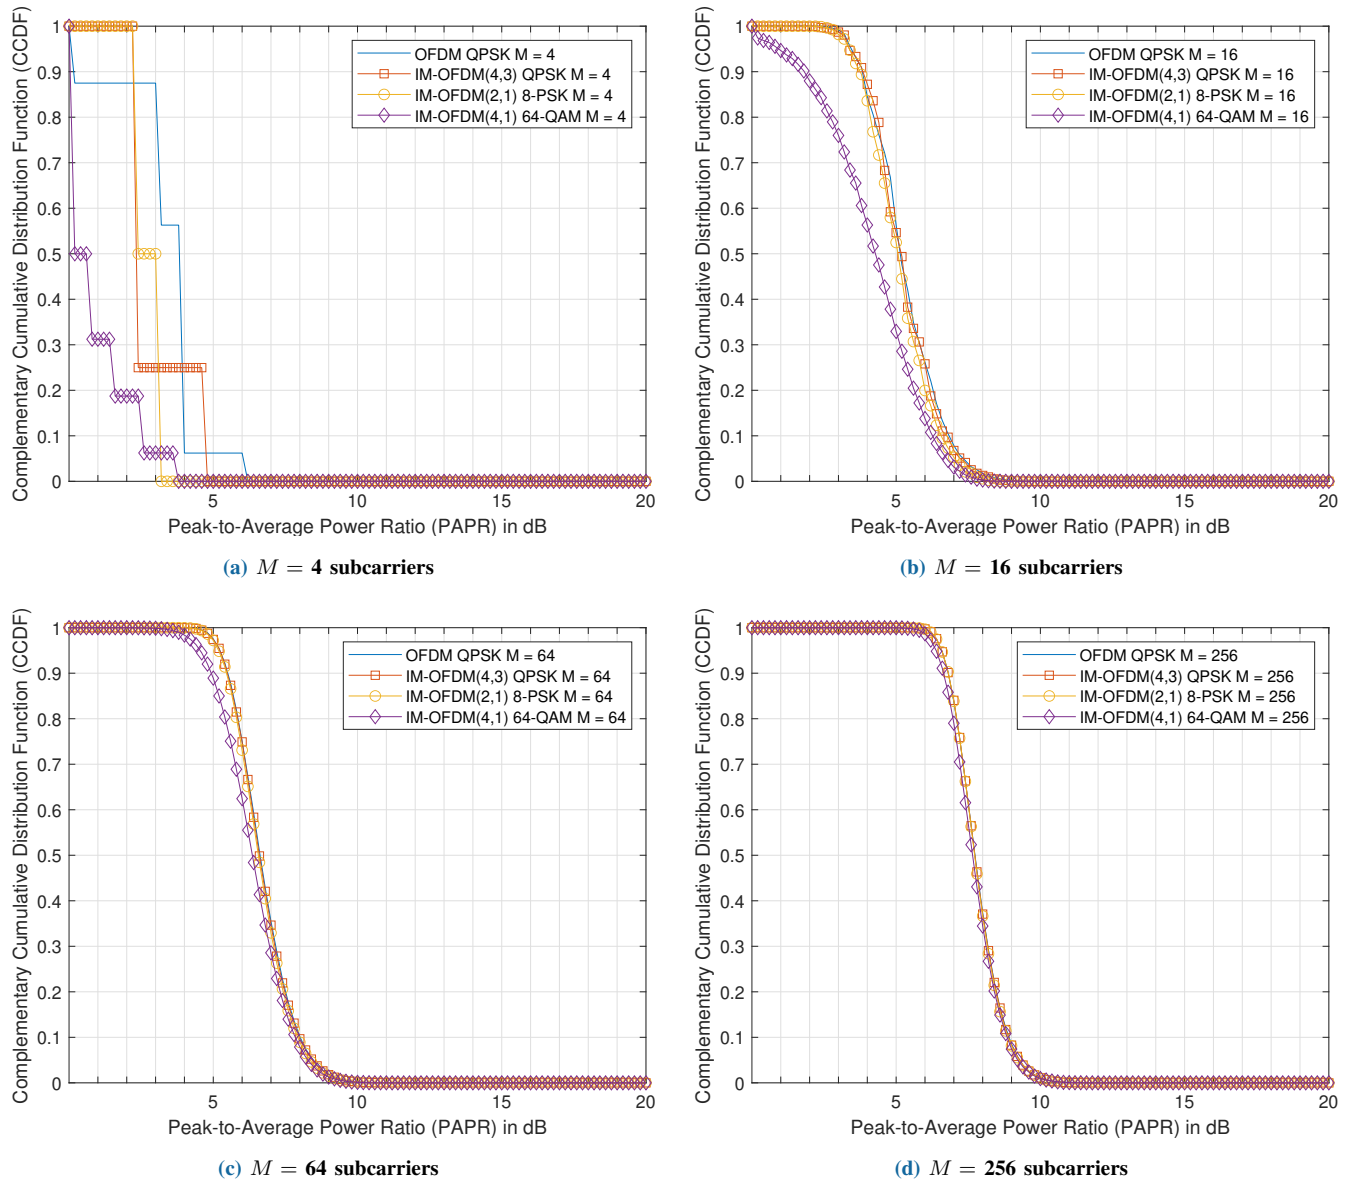 Complementary Cumulative Distribution Function (CCDF)
1
0.9
0.8
0.7
0.6
0.5
0.4
0.3
0.2
0.1
0
5
10
15
20
Peak-to-Average Power Ratio (PAPR) in dB
OFDM QPSK M = 4
IM-OFDM(4,3) QPSK M = 4
IM-OFDM(2,1) 8-PSK M = 4
IM-OFDM(4,1) 64-QAM M = 4
(a) M = 4 subcarriers
Complementary Cumulative Distribution Function (CCDF)
1
0.9
0.8
0.7
0.6
0.5
0.4
0.3
0.2
0.1
0
5
10
15
20
Peak-to-Average Power Ratio (PAPR) in dB
OFDM QPSK M = 16
IM-OFDM(4,3) QPSK M = 16
IM-OFDM(2,1) 8-PSK M = 16
IM-OFDM(4,1) 64-QAM M = 16
(b) M = 16 subcarriers
Complementary Cumulative Distribution Function (CCDF)
1
0.9
0.8
0.7
0.6
0.5
0.4
0.3
0.2
0.1
0
5
10
15
20
Peak-to-Average Power Ratio (PAPR) in dB
OFDM QPSK M = 64
IM-OFDM(4,3) QPSK M = 64
IM-OFDM(2,1) 8-PSK M = 64
IM-OFDM(4,1) 64-QAM M = 64
(c) M = 64 subcarriers
Complementary Cumulative Distribution Function (CCDF)
1
0.9
0.8
0.7
0.6
0.5
0.4
0.3
0.2
0.1
0
5
10
15
20
Peak-to-Average Power Ratio (PAPR) in dB
OFDM QPSK M = 256
IM-OFDM(4,3) QPSK M = 256
IM-OFDM(2,1) 8-PSK M = 256
IM-OFDM(4,1) 64-QAM M = 256
(d) M = 256 subcarriers